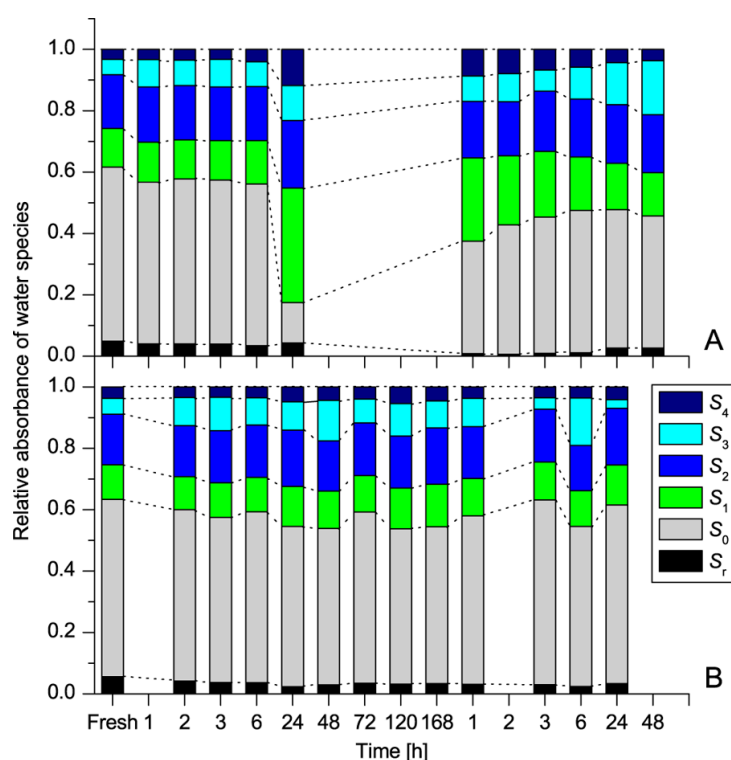 Relative absorbance of water species
1.0
0.8
0.6
0.4
0.2
0.0
A
1.0
0.8
0.6
0.4
0.2
0.0
B
S4
S3
S2
S1
S0
Sr
Fresh 1 2 3 6 24 48 72 120 168 1 2 3 6 24 48
Time [h]